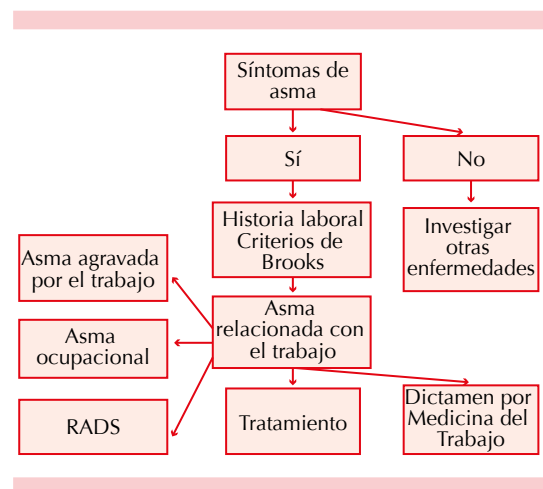 Síntomas de
asma
Sí
No
Historia laboral
Criterios de
Brooks
Investigar
otras
enfermedades
Asma agravada
por el trabajo
Asma
relacionada con
el trabajo
Asma
ocupacional
RADS
Tratamiento
Dictamen por
Medicina del
Trabajo